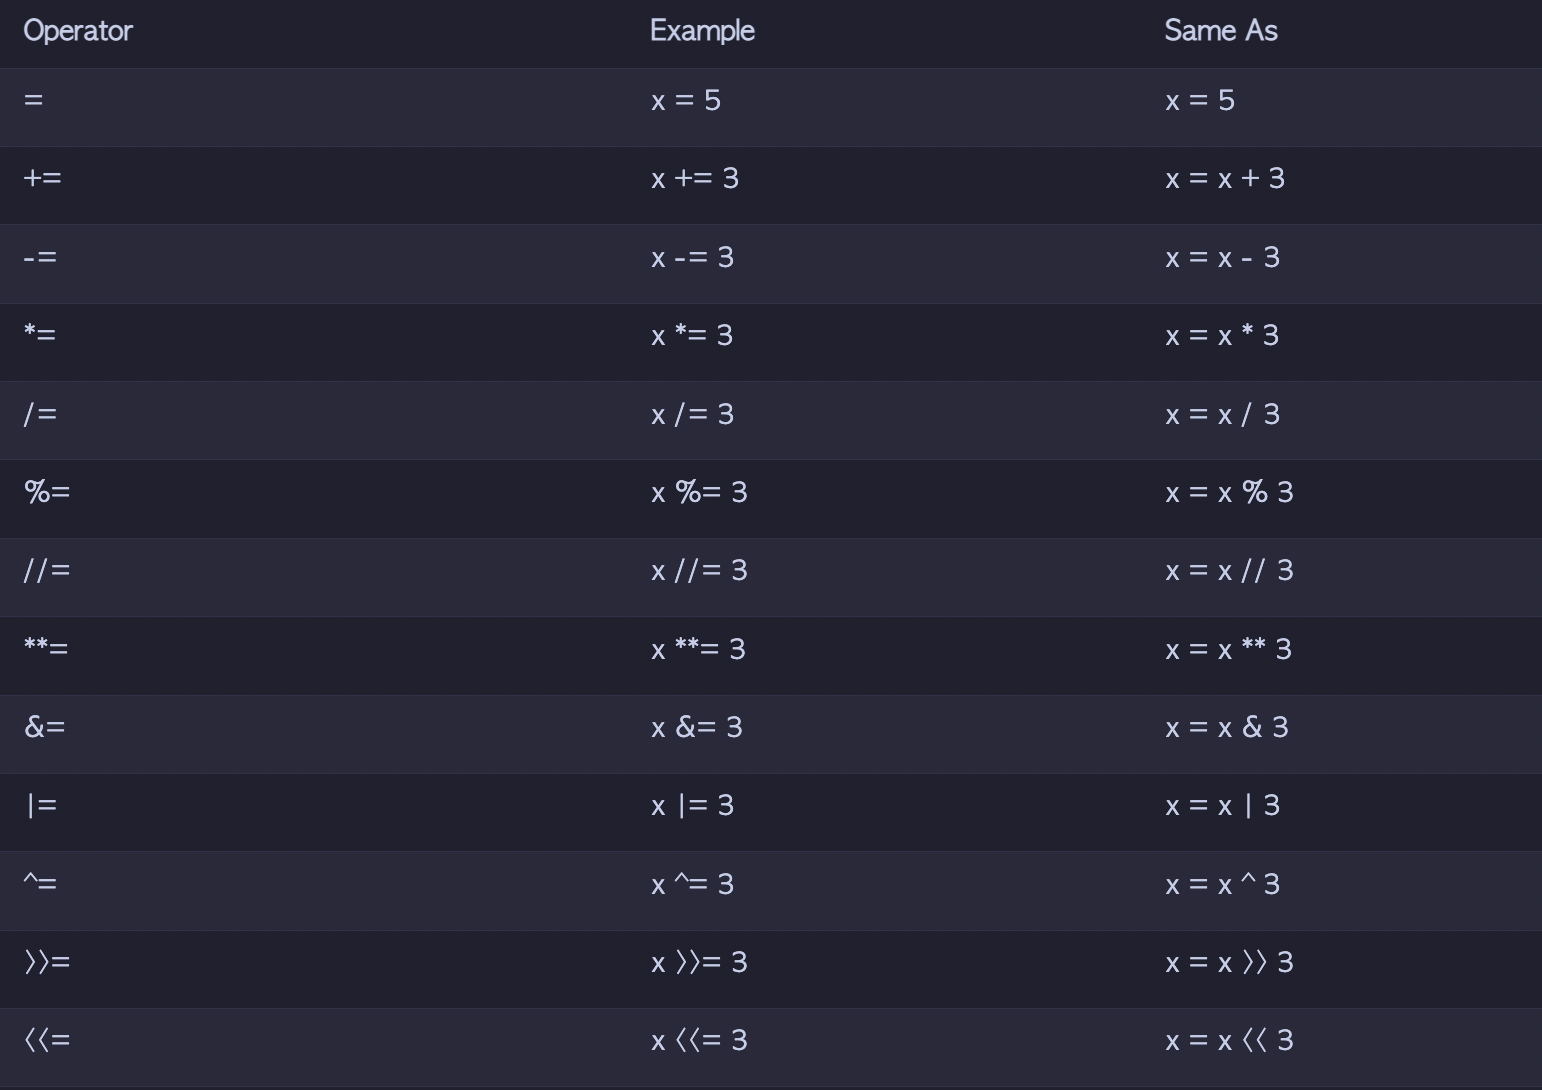 Operator Example Same As
= x = 5 x = 5
+= x += 3 x = x + 3
-= x -= 3 x = x - 3
*= x *= 3 x = x * 3
/= x /= 3 x = x / 3
%= x %= 3 x = x % 3
//= x //= 3 x = x // 3
**= x **= 3 x = x ** 3
&= x &= 3 x = x & 3
|= x |= 3 x = x | 3
^= x ^= 3 x = x ^ 3
>>= x >>= 3 x = x >> 3
<<= x <<= 3 x = x << 3